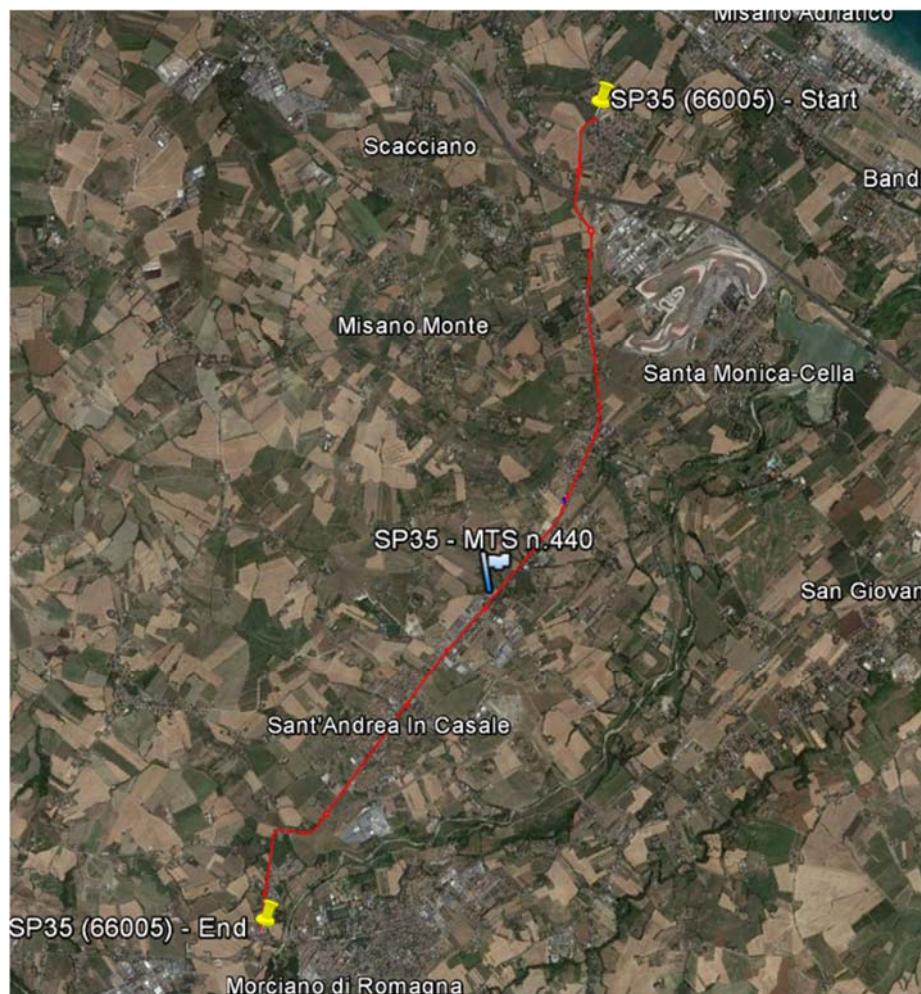 Misano Adriatico
SP35 (66005) - Start
Scacciano
Band
Misano Monte
Santa Monica-Cella
SP35 - MTS n.440
San Giovan
Sant'Andrea In Casale
SP35 (66005) - End
Morciano di Romagna